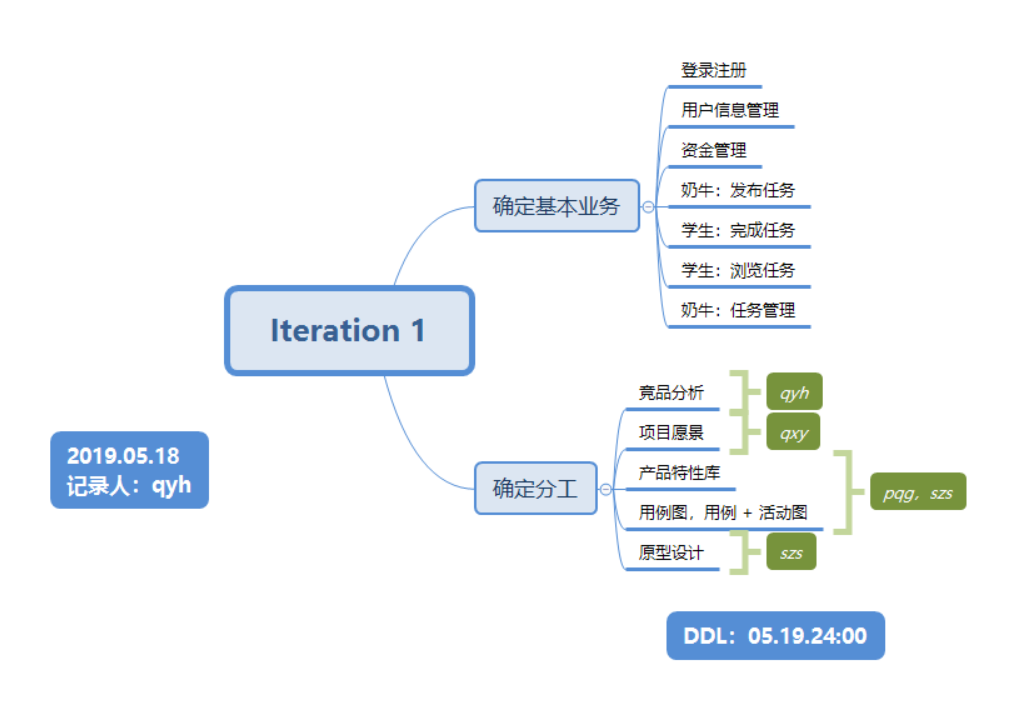 登录注册
用户信息管理
资金管理
奶牛：发布任务
确定基本业务
学生：完成任务
学生：浏览任务
奶牛：任务管理
Iteration 1
竞品分析
qyh
项目愿景
qxy
2019.05.18
记录人：qyh
确定分工
产品特性库
用例图，用例 + 活动图
pqg，szs
原型设计
szs
DDL：05.19.24:00